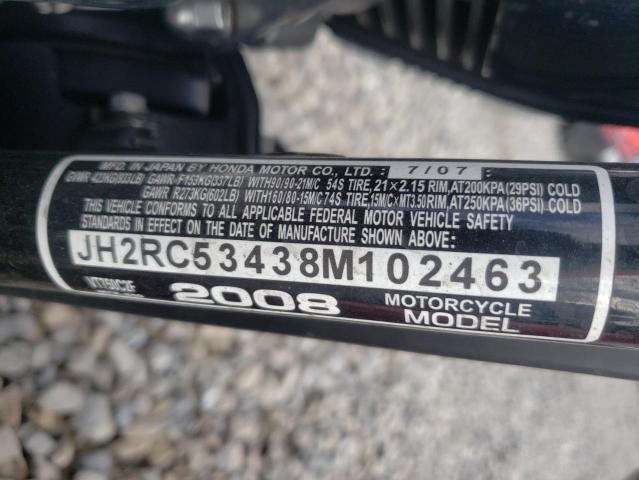 MFD. IN JAPAN BY HONDA MOTOR CO., LTD. : 7/07 :
GVWR 423KG(933LB) GAWR-F153KG(337LB) WITH90/90-21M/C 54S TIRE,21×2.15 RIM,AT200KPA(29PSI) COLD
GAWR R273KG(602LB) WITH160/80-15M/C74S TIRE,15M/C×MT3.50RIM,AT250KPA(36PSI) COLD
THIS VEHICLE CONFORMS TO ALL APPLICABLE FEDERAL MOTOR VEHICLE SAFETY
STANDARDS IN EFFECT ON THE DATE OF MANUFACTURE SHOWN ABOVE:
JH2RC53438M102463
VT750C2F 2008 MOTORCYCLE
MODEL